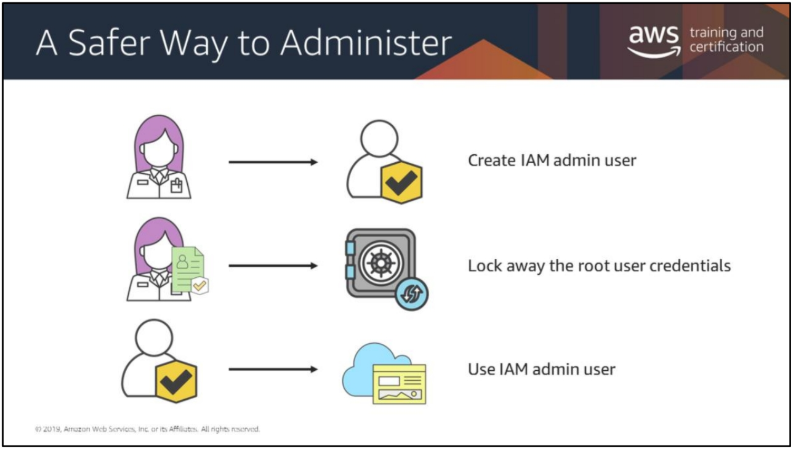 A Safer Way to Administer
aws training and
certification
Create IAM admin user
Lock away the root user credentials
Use IAM admin user
© 2019, Amazon Web Services, Inc. or its Affiliates. All rights reserved.